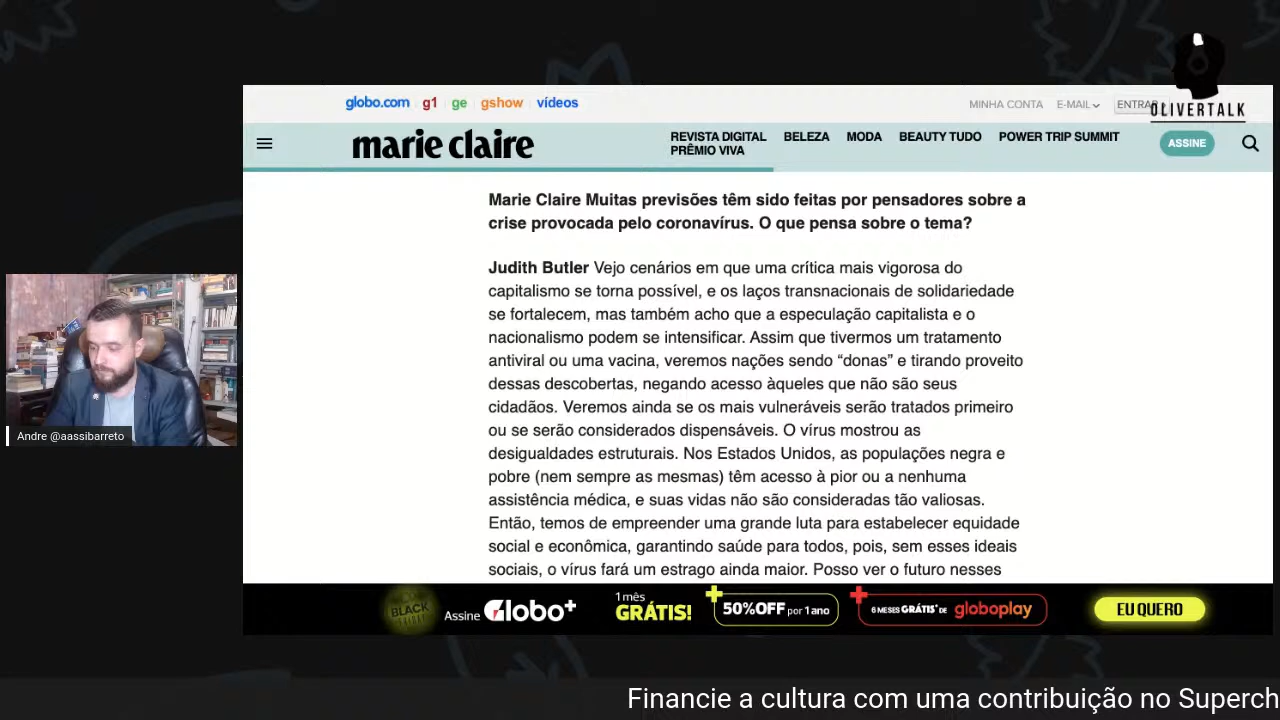 OLIVERTALK
globo.com g1 ge gshow vídeos
MINHA CONTA E-MAIL
marie claire
REVISTA DIGITAL BELEZA MODA BEAUTY TUDO POWER TRIP SUMMIT
PRÊMIO VIVA
ASSINE
Marie Claire Muitas previsões têm sido feitas por pensadores sobre a
crise provocada pelo coronavírus. O que pensa sobre o tema?
Judith Butler Vejo cenários em que uma crítica mais vigorosa do
capitalismo se torna possível, e os laços transnacionais de solidariedade
se fortalecem, mas também acho que a especulação capitalista e o
nacionalismo podem se intensificar. Assim que tivermos um tratamento
antiviral ou uma vacina, veremos nações sendo “donas” e tirando proveito
dessas descobertas, negando acesso àqueles que não são seus
cidadãos. Veremos ainda se os mais vulneráveis serão tratados primeiro
ou se serão considerados dispensáveis. O vírus mostrou as
desigualdades estruturais. Nos Estados Unidos, as populações negra e
pobre (nem sempre as mesmas) têm acesso à pior ou a nenhuma
assistência médica, e suas vidas não são consideradas tão valiosas.
Então, temos de empreender uma grande luta para estabelecer equidade
social e econômica, garantindo saúde para todos, pois, sem esses ideais
sociais, o vírus fará um estrago ainda maior. Posso ver o futuro nesses
Andre @aassibarreto
BLACK
Assine Globo+
1 mês
GRÁTIS!
50%OFF por 1 ano
6 MESES GRÁTIS* DE globoplay
EU QUERO
Financie a cultura com uma contribuição no Superch